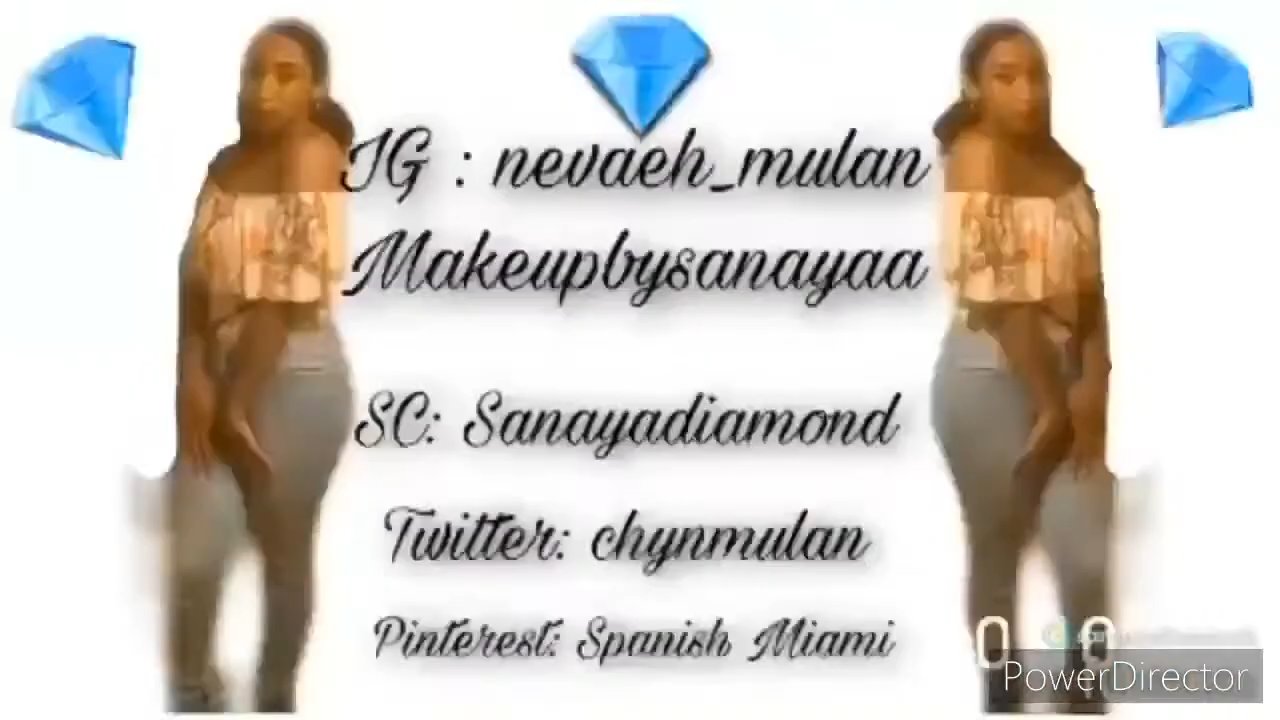 IG : nevaeh_mulan
Makeupbysanayaa
SC: Sanayadiamond
Twitter: chynmulan
Pinterest: Spanish Miami
PowerDirector